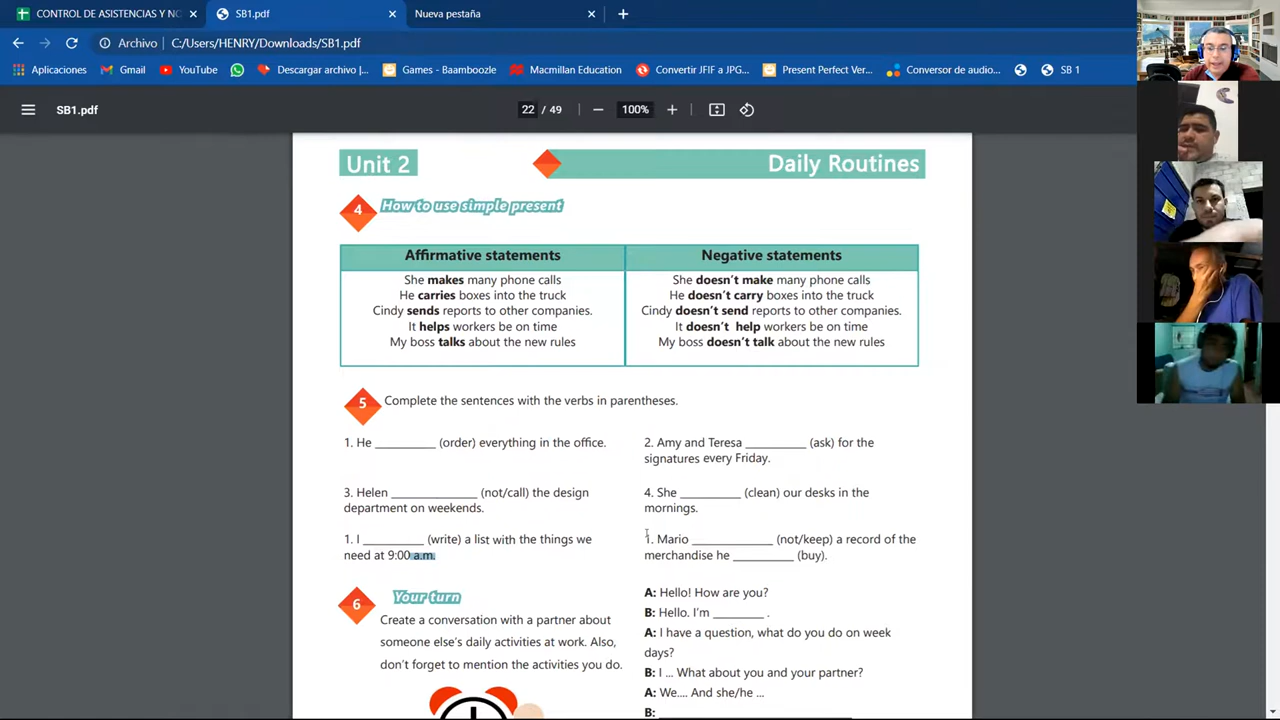 CONTROL DE ASISTENCIAS Y NO
SB1.pdf
Nueva pestaña
Archivo
C:/Users/HENRY/Downloads/SB1.pdf
Aplicaciones
Gmail
YouTube
Descargar archivo |...
Games - Baamboozle
Macmillan Education
Convertir JFIF a JPG...
Present Perfect Ver...
Conversor de audio...
SB 1
SB1.pdf
22 / 49
100%
Unit 2
Daily Routines
4 How to use simple present
Affirmative statements
She makes many phone calls
He carries boxes into the truck
Cindy sends reports to other companies.
It helps workers be on time
My boss talks about the new rules
Negative statements
She doesn't make many phone calls
He doesn't carry boxes into the truck
Cindy doesn't send reports to other companies.
It doesn't help workers be on time
My boss doesn't talk about the new rules
5 Complete the sentences with the verbs in parentheses.
1. He _________ (order) everything in the office.
2. Amy and Teresa _________ (ask) for the
signatures every Friday.
3. Helen _____________ (not/call) the design
department on weekends.
4. She _________ (clean) our desks in the
mornings.
1. I _________ (write) a list with the things we
need at 9:00 a.m.
1. Mario ____________ (not/keep) a record of the
merchandise he _________ (buy).
6 Your turn
Create a conversation with a partner about
someone else's daily activities at work. Also,
don't forget to mention the activities you do.
A: Hello! How are you?
B: Hello. I'm ________ .
A: I have a question, what do you do on week
days?
B: I ... What about you and your partner?
A: We.... And she/he ...
B: